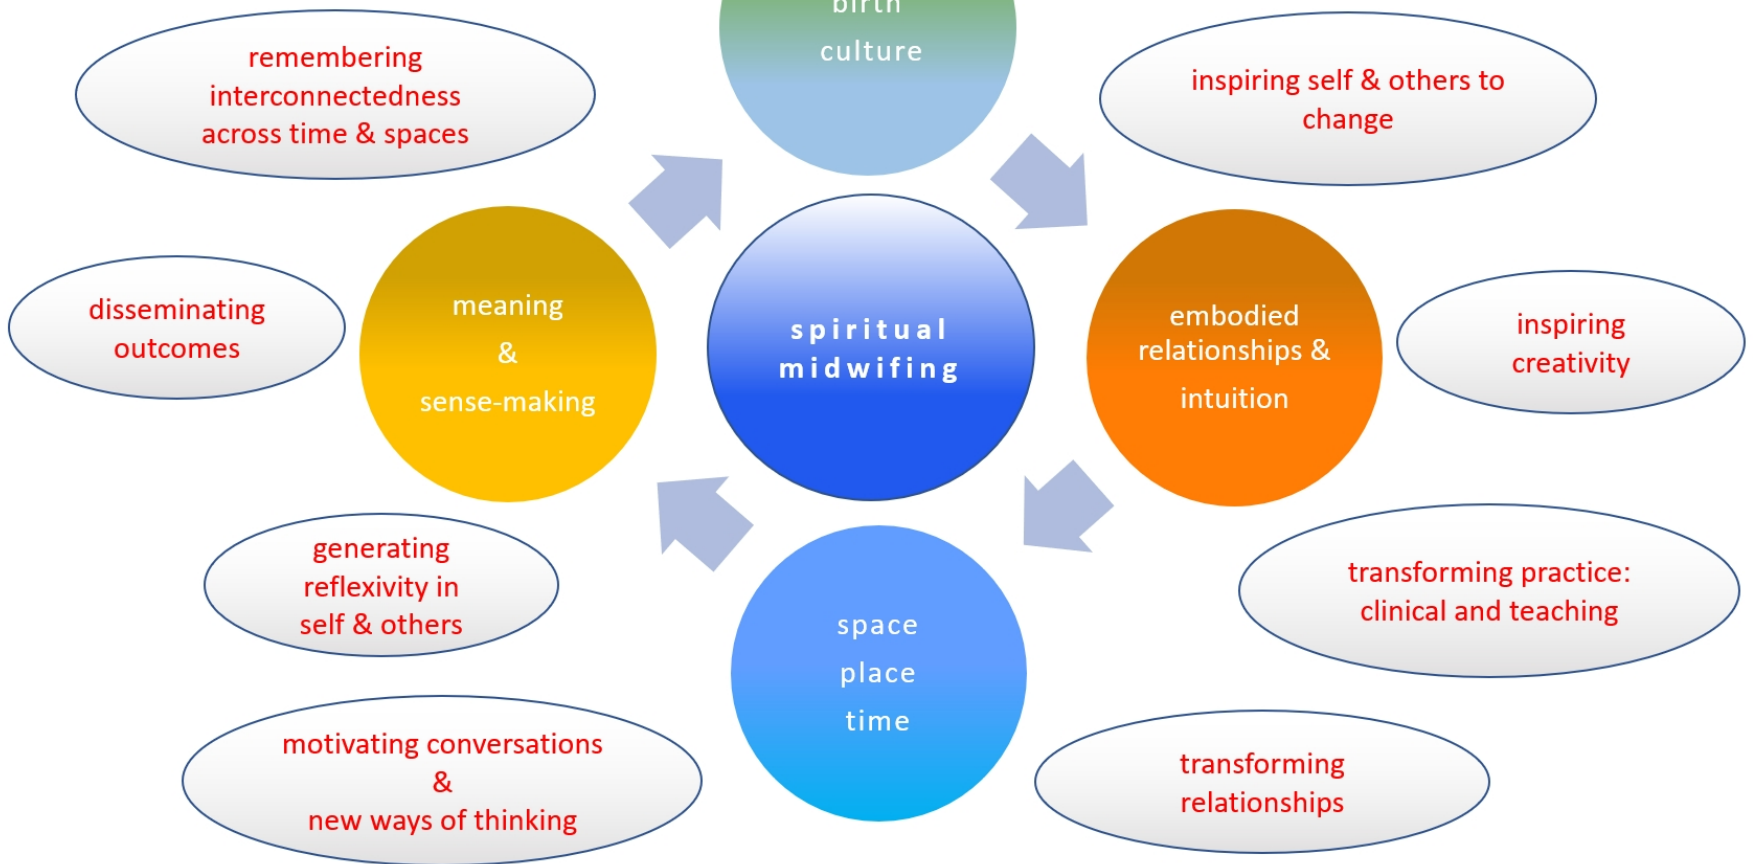 birth
culture
remembering
interconnectedness
across time & spaces
inspiring self & others to
change
meaning
&
sense-making
spiritual
midwifing
embodied
relationships &
intuition
disseminating
outcomes
inspiring
creativity
generating
reflexivity in
self & others
space
place
time
transforming practice:
clinical and teaching
motivating conversations
&
new ways of thinking
transforming
relationships